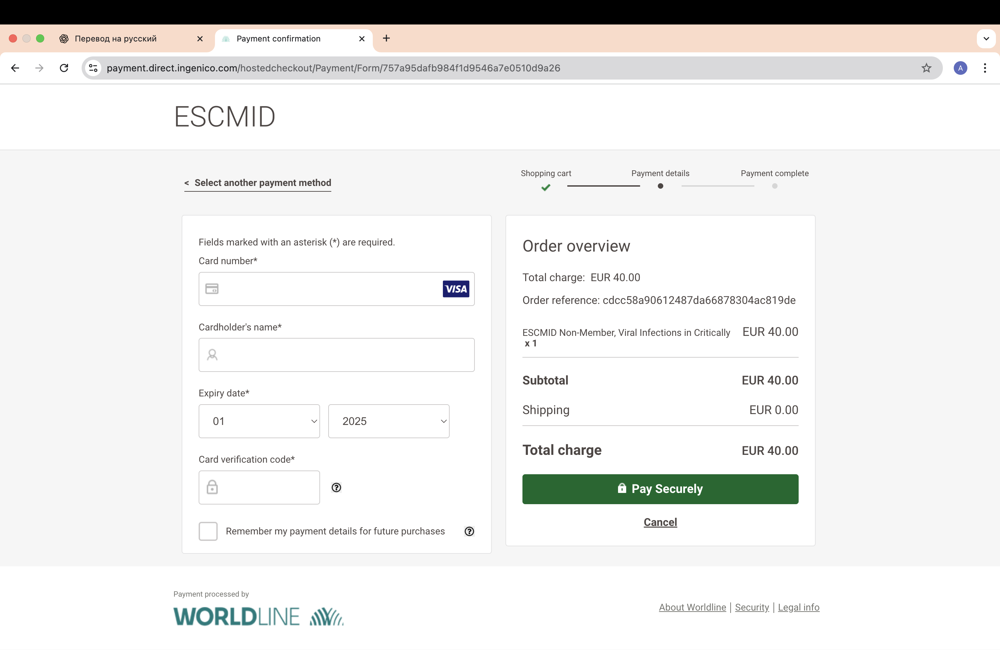 Перевод на русский
Payment confirmation
payment.direct.ingenico.com/hostedcheckout/Payment/Form/757a95dafb984f1d9546a7e0510d9a26
A
ESCMID
< Select another payment method
Shopping cart
Payment details
Payment complete
Fields marked with an asterisk (*) are required.
Card number*
VISA
Cardholder's name*
Expiry date*
01
2025
Card verification code*
?
Remember my payment details for future purchases
?
Order overview
Total charge: EUR 40.00
Order reference: cdcc58a90612487da66878304ac819de
ESCMID Non-Member, Viral Infections in Critically EUR 40.00
x 1
Subtotal EUR 40.00
Shipping EUR 0.00
Total charge EUR 40.00
Pay Securely
Cancel
Payment processed by
WORLDLINE
About Worldline | Security | Legal info